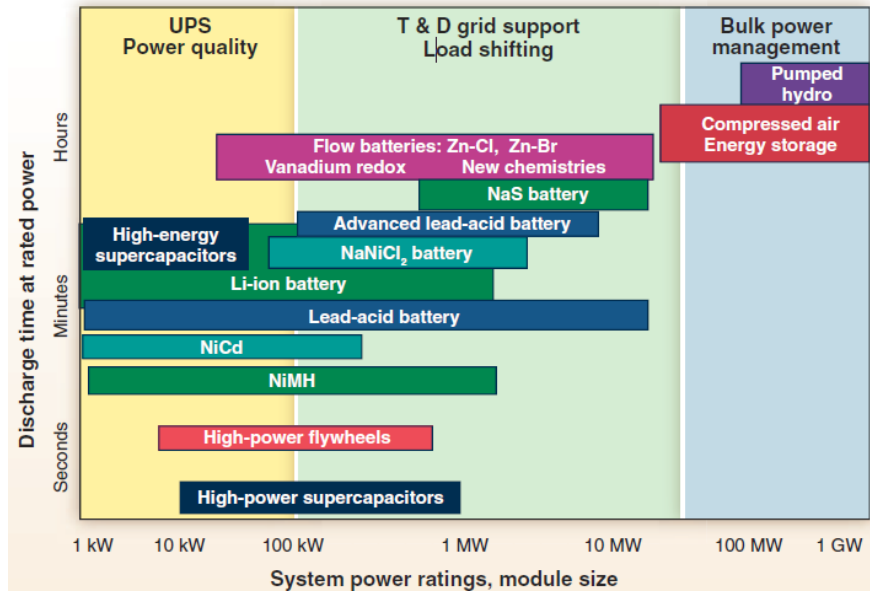 UPS
Power quality
T & D grid support
Load shifting
Bulk power
management
Pumped
hydro
Compressed air
Energy storage
Flow batteries: Zn-Cl, Zn-Br
Vanadium redox New chemistries
NaS battery
Advanced lead-acid battery
High-energy
supercapacitors
NaNiCl₂ battery
Li-ion battery
Lead-acid battery
NiCd
NiMH
High-power flywheels
High-power supercapacitors
Discharge time at rated power
Hours
Minutes
Seconds
1 kW 10 kW 100 kW 1 MW 10 MW 100 MW 1 GW
System power ratings, module size